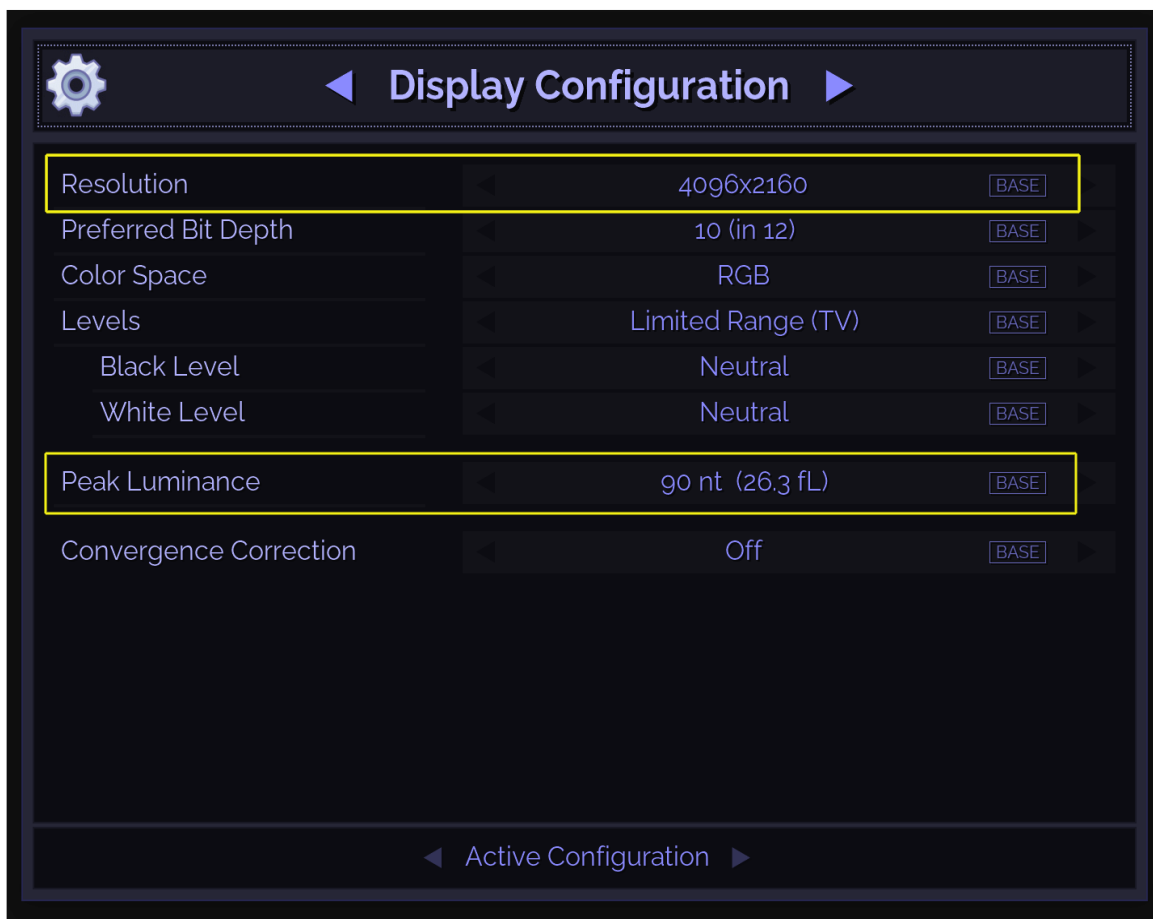 Display Configuration
Resolution 4096x2160 BASE
Preferred Bit Depth 10 (in 12) BASE
Color Space RGB BASE
Levels Limited Range (TV) BASE
Black Level Neutral BASE
White Level Neutral BASE
Peak Luminance 90 nt (26.3 fL) BASE
Convergence Correction Off BASE
Active Configuration